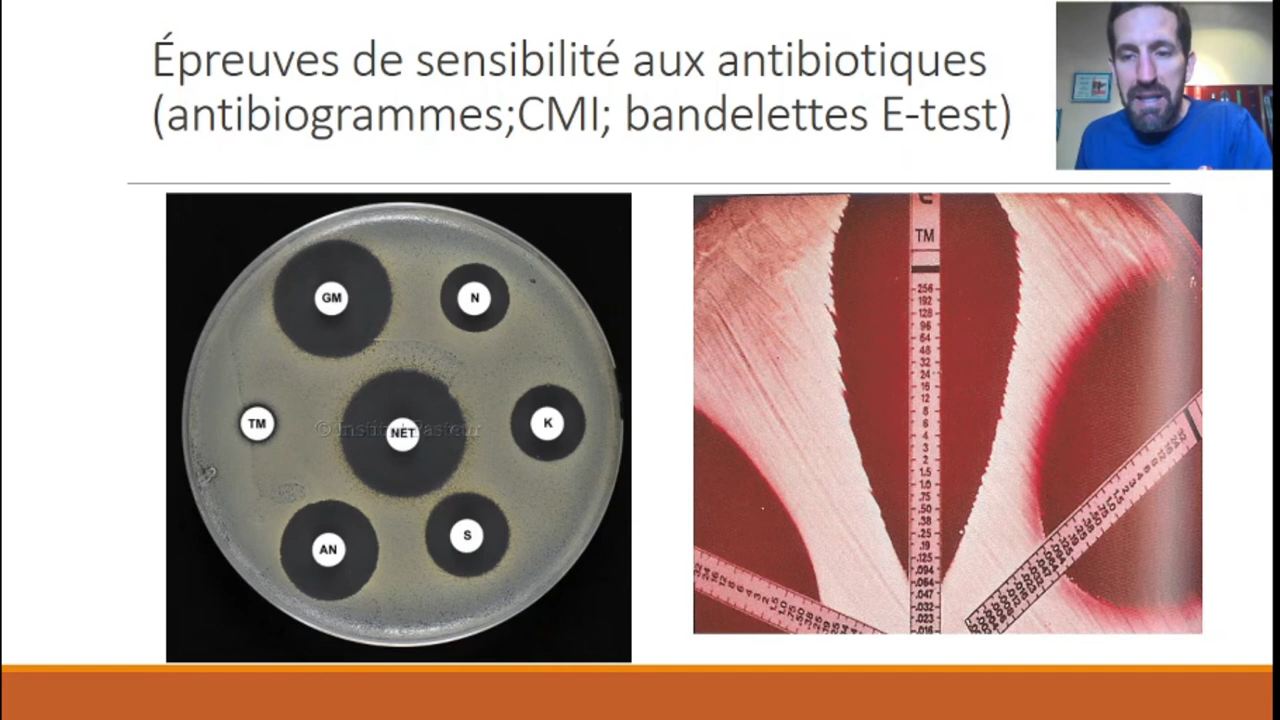 Épreuves de sensibilité aux antibiotiques
(antibiogrammes;CMI; bandelettes E-test)
GM
N
TM
© Institut Pasteur
NET
K
AN
S
TM
256
192
128
96
64
48
32
24
16
12
8
6
4
3
2
1.5
1.0
.75
.50
.38
.25
.19
.125
.094
.064
.047
.032
.023
.016